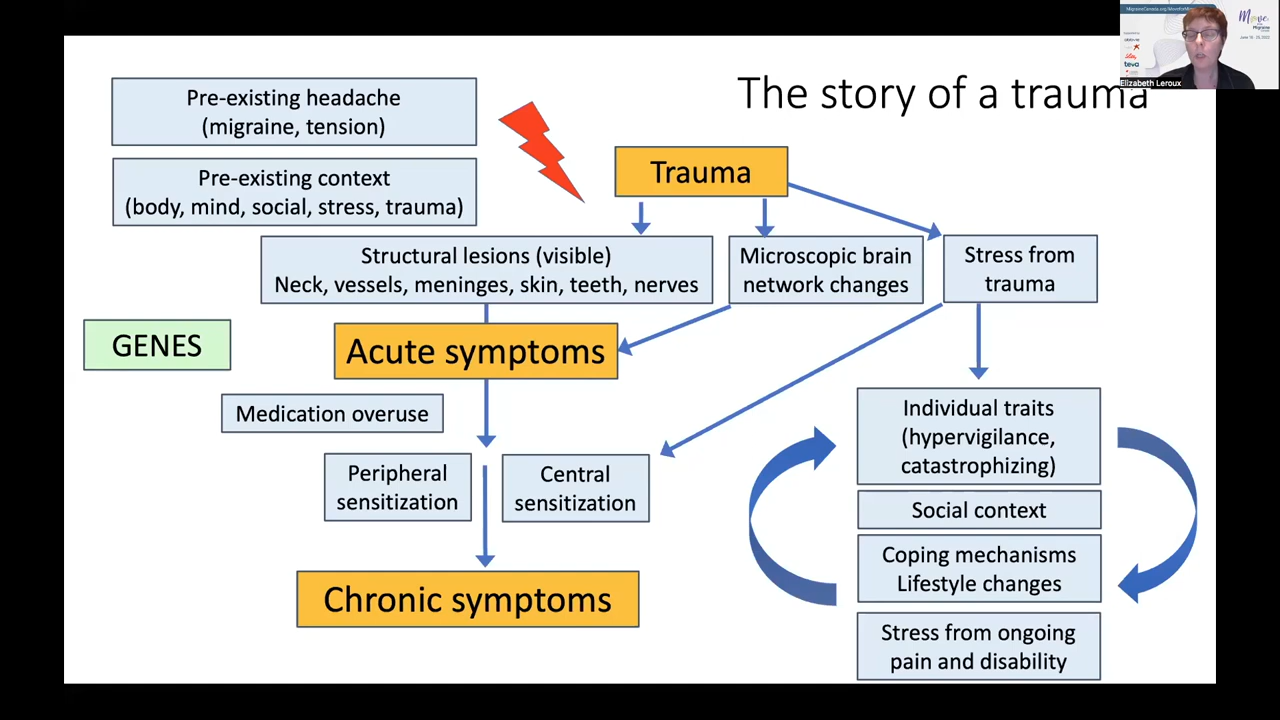 The story of a trauma
Pre-existing headache
(migraine, tension)
Pre-existing context
(body, mind, social, stress, trauma)
Trauma
Structural lesions (visible)
Neck, vessels, meninges, skin, teeth, nerves
Microscopic brain
network changes
Stress from
trauma
GENES
Acute symptoms
Medication overuse
Peripheral
sensitization
Central
sensitization
Chronic symptoms
Individual traits
(hypervigilance,
catastrophizing)
Social context
Coping mechanisms
Lifestyle changes
Stress from ongoing
pain and disability
Move
Migraine
teva
Elizabeth Leroux